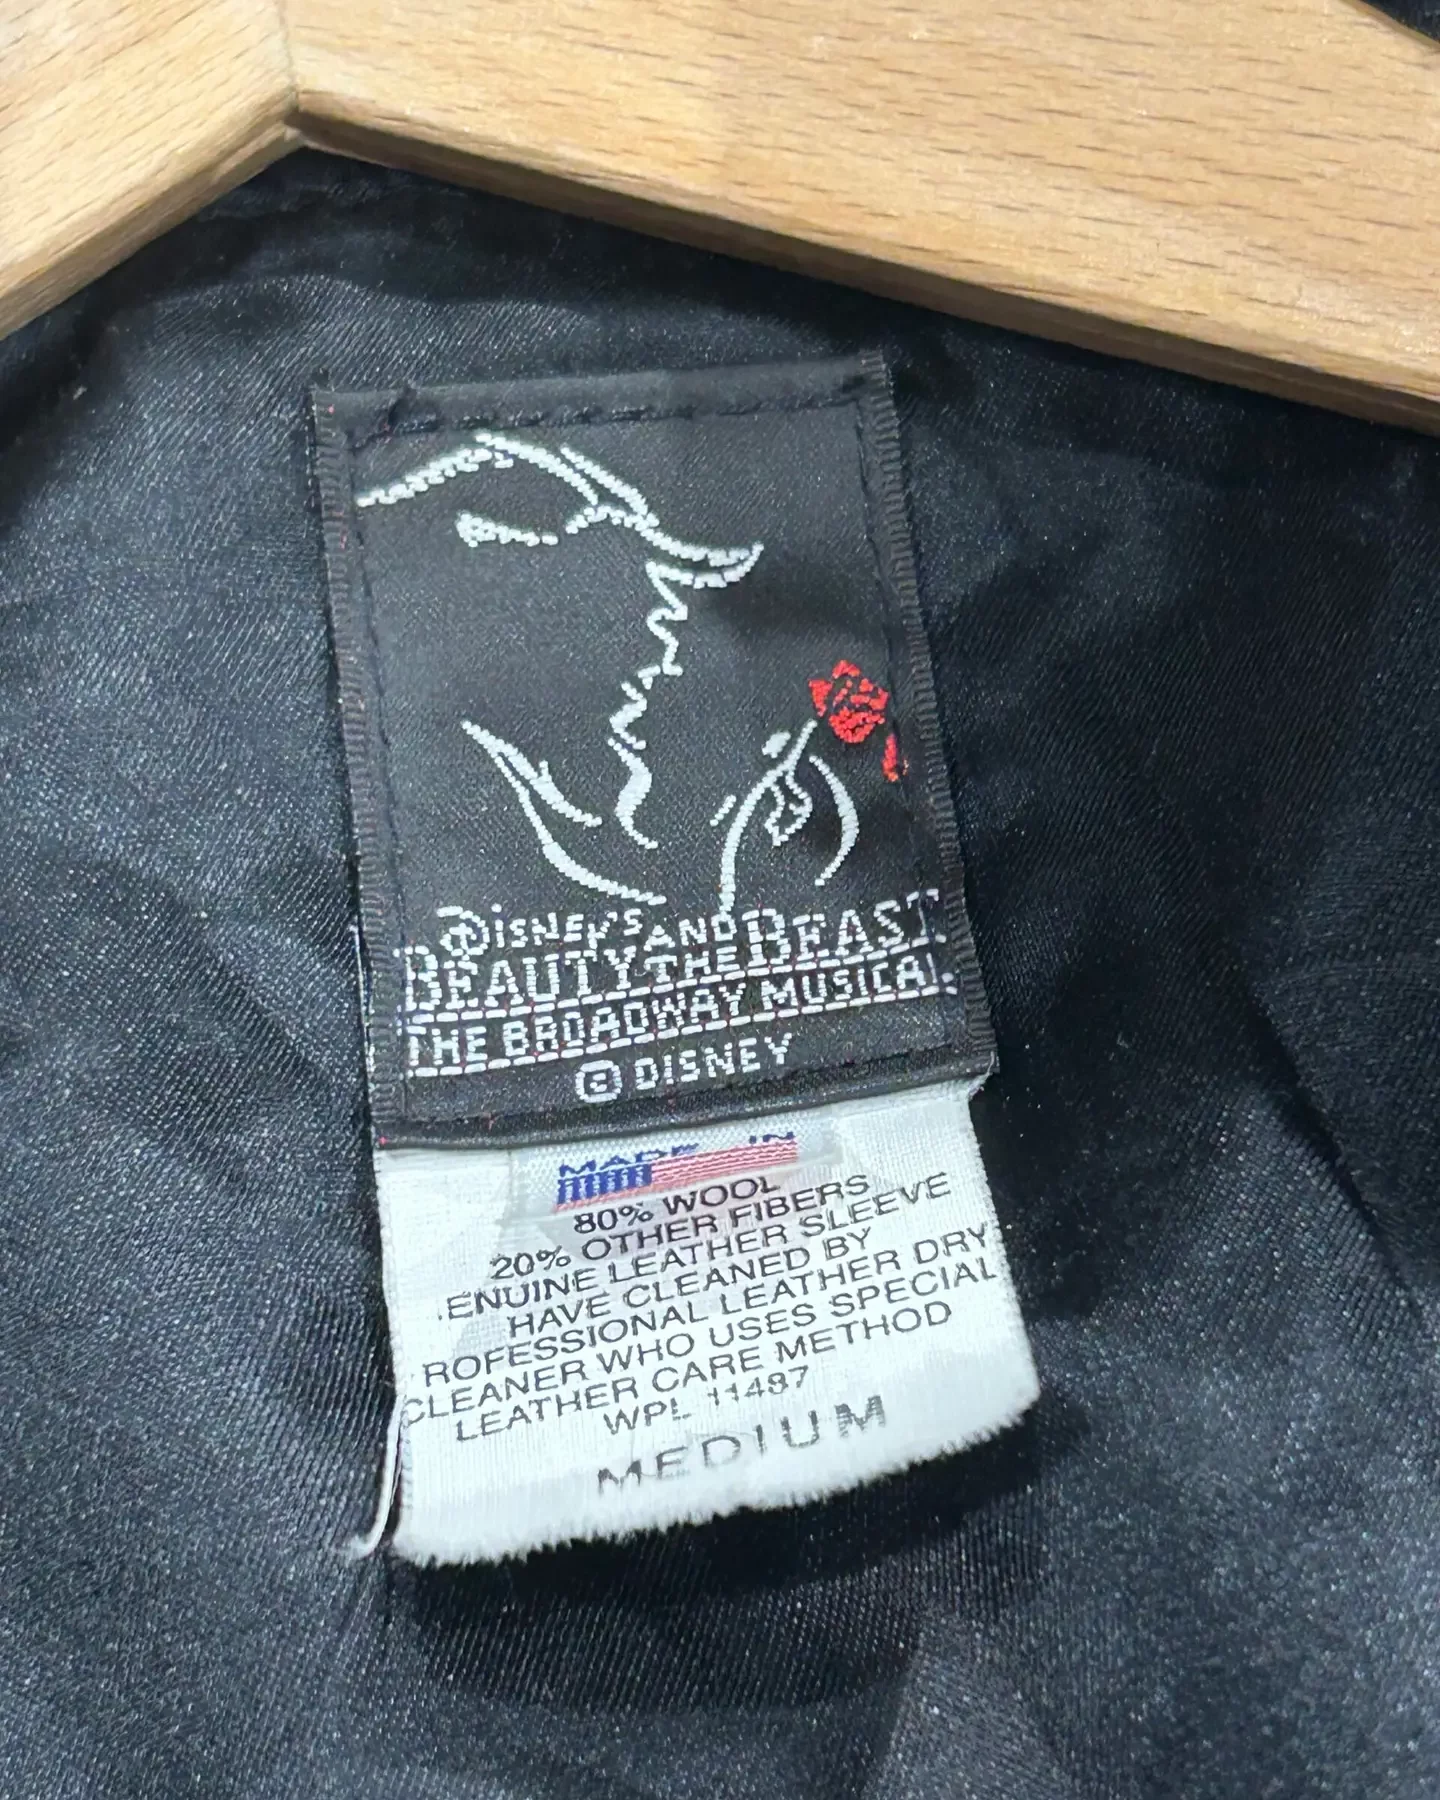 DISNEY'S AND
BEAUTY THE BEAST
THE BROADWAY MUSICAL
© DISNEY
MADE IN
80% WOOL
20% OTHER FIBERS
ENUINE LEATHER SLEEVE
HAVE CLEANED BY
ROFESSIONAL LEATHER DRY
CLEANER WHO USES SPECIAL
LEATHER CARE METHOD
WPL 11487
MEDIUM